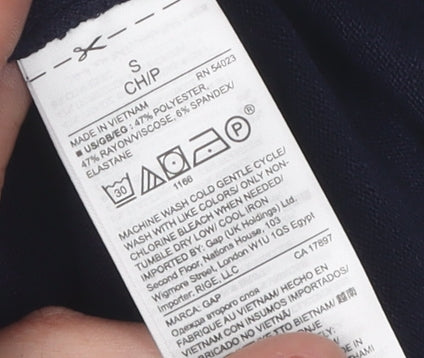 S
CH/P
RN 54023
MADE IN VIETNAM
■ US/GB/EG : 47% POLYESTER,
47% RAYON/VISCOSE, 6% SPANDEX/
ELASTANE
30
P
1166
MACHINE WASH COLD GENTLE CYCLE/
WASH WITH LIKE COLORS/ ONLY NON-
CHLORINE BLEACH WHEN NEEDED/
TUMBLE DRY LOW/ COOL IRON
IMPORTED BY: Gap (UK Holdings) Ltd.
Second Floor, Nations House, 103
Wigmore Street, London W1U 1QS Egypt
Importer, RIGE, LLC
CA 17897
MARCA: GAP
Одежда второго слоя
FABRIQUÉ AU VIETNAM/ HECHO EN
VIETNAM CON INSUMOS IMPORTADOS/ 越南